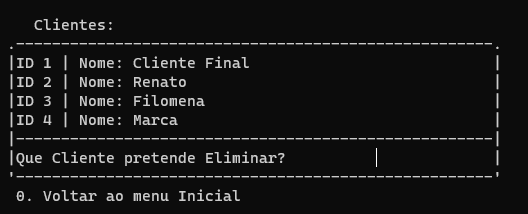 Clientes:
.-----------------------------------------------------.
|ID 1 | Nome: Cliente Final                           |
|ID 2 | Nome: Renato                                  |
|ID 3 | Nome: Filomena                                |
|ID 4 | Nome: Marca                                   |
|-----------------------------------------------------|
|Que Cliente pretende Eliminar?                       |
'-----------------------------------------------------'
0. Voltar ao menu Inicial